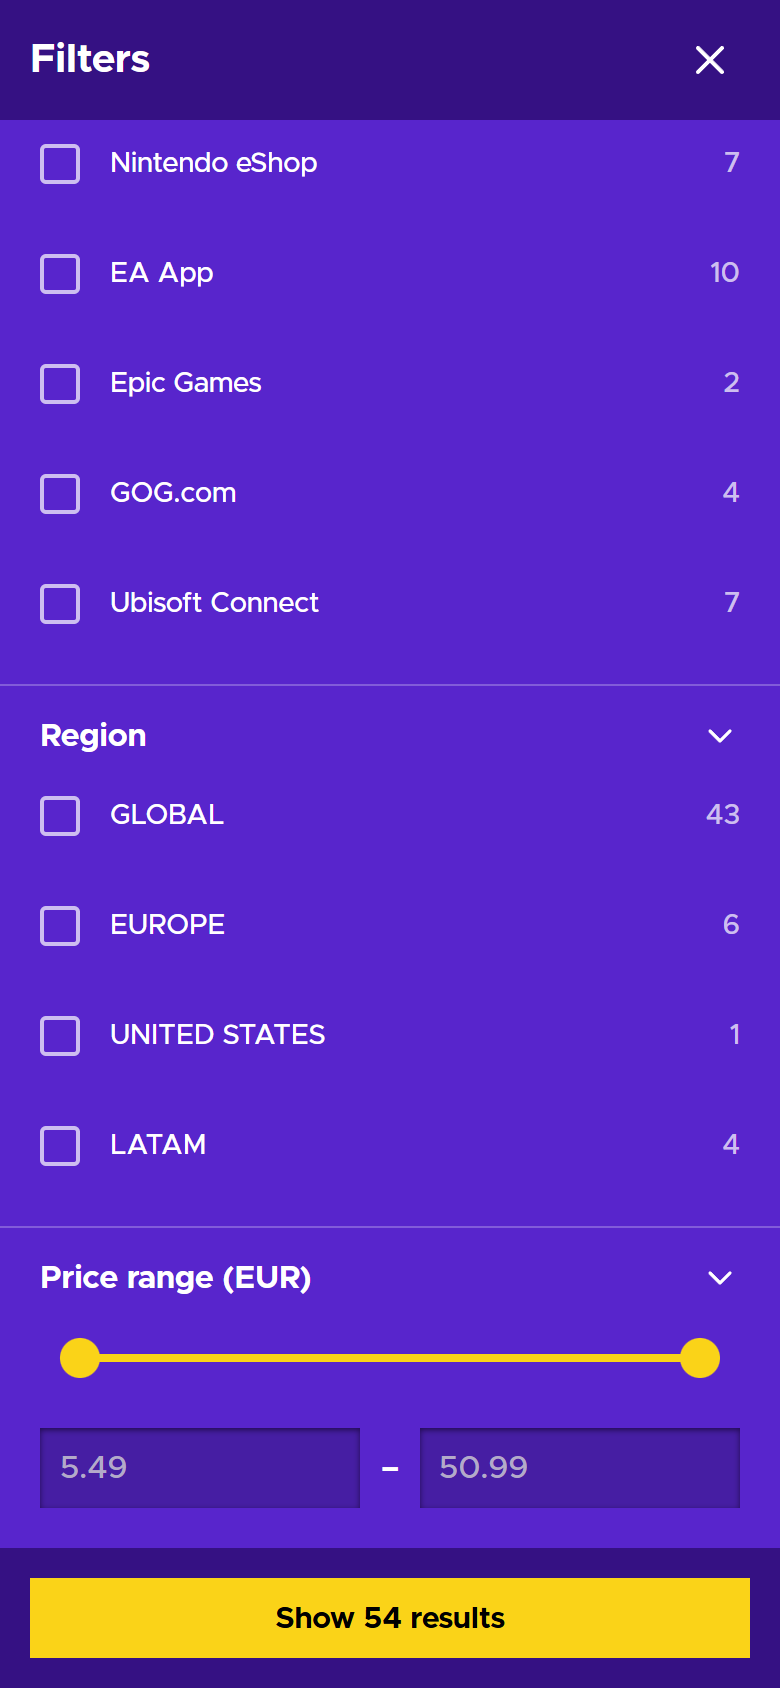 Filters
Nintendo eShop 7
EA App 10
Epic Games 2
GOG.com 4
Ubisoft Connect 7
Region
GLOBAL 43
EUROPE 6
UNITED STATES 1
LATAM 4
Price range (EUR)
5.49 – 50.99
Show 54 results